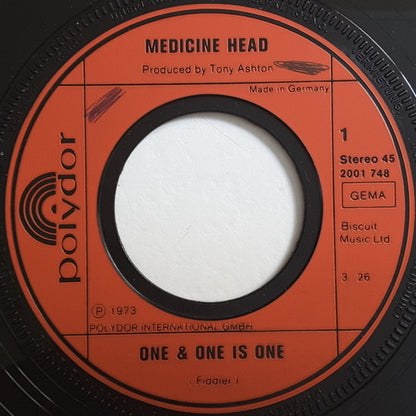 MEDICINE HEAD
Produced by Tony Ashton
Made in Germany
1
Stereo 45
2001 748
GEMA
Biscuit
Music Ltd.
3:26
polydor
℗ 1973
POLYDOR INTERNATIONAL GMBH
ONE & ONE IS ONE
(Fiddler)